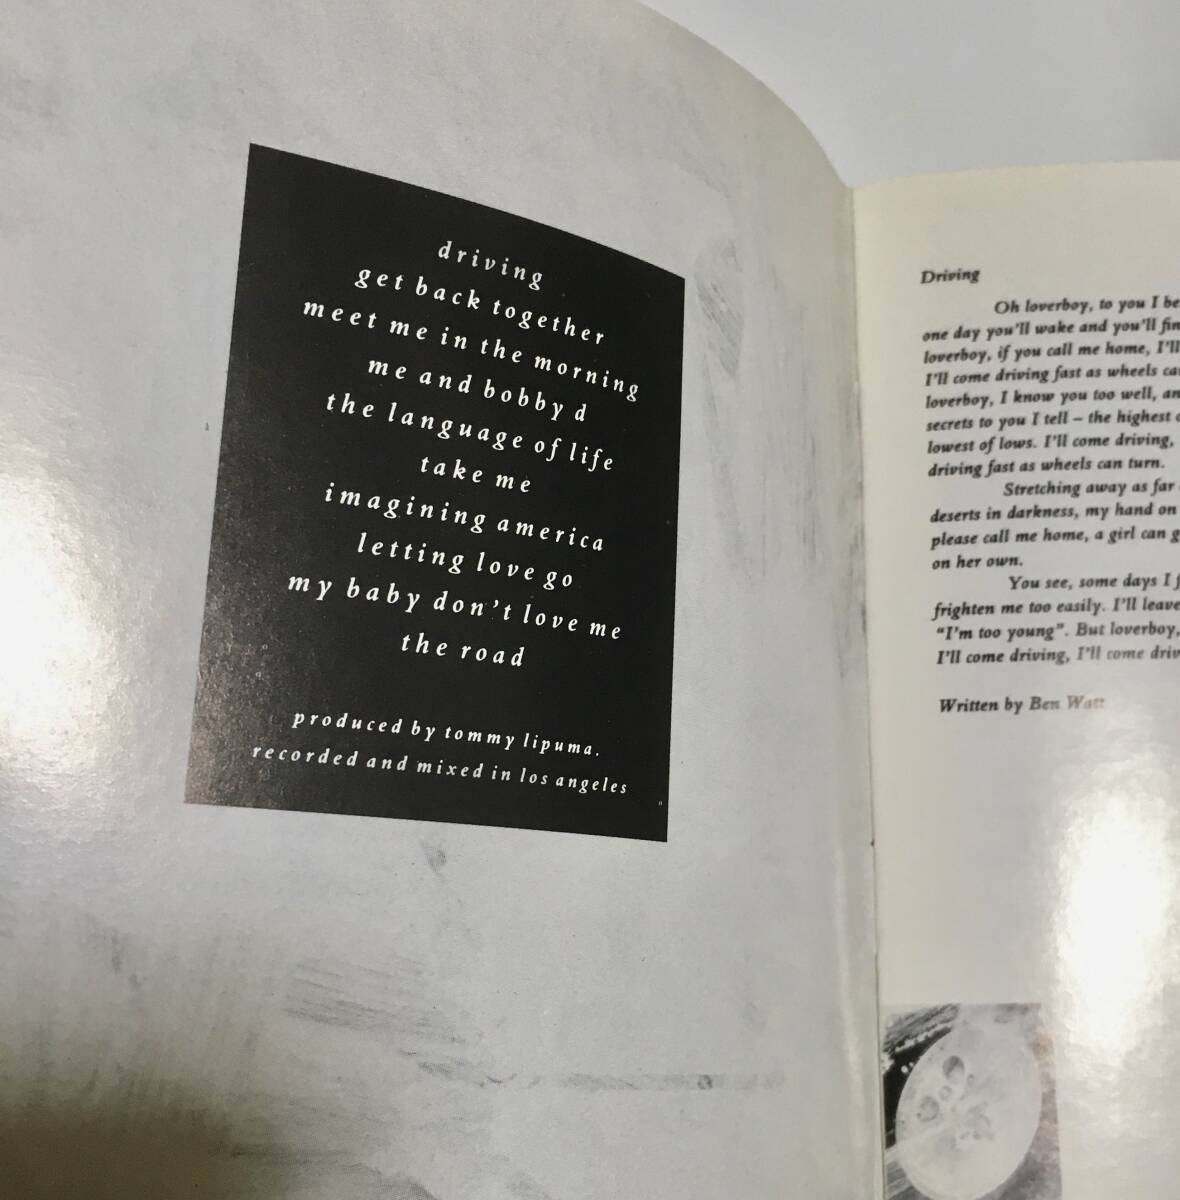 driving
get back together
meet me in the morning
me and bobby d
the language of life
take me
imagining america
letting love go
my baby don't love me
the road
produced by tommy lipuma.
recorded and mixed in los angeles
Driving
Oh loverboy, to you I
one day you'll wake and you'll
loverboy, if you call me home, I'll
I'll come driving fast as wheels
loverboy, I know you too well,
secrets to you I tell – the highest
lowest of lows. I'll come driving,
driving fast as wheels can turn.
Stretching away as far
deserts in darkness, my hand on
please call me home, a girl can
on her own.
You see, some days I
frighten me too easily. I'll leave
"I'm too young". But loverboy,
I'll come driving, I'll come
Written by Ben Watt